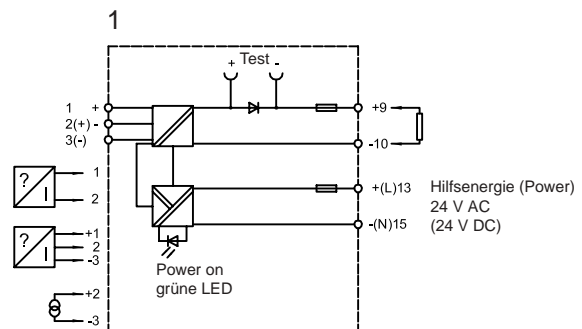 1
+ Test -
1 +
2(+) -
3(-)
+9
-10
+(L)13
-(N)15
Hilfsenergie (Power)
24 V AC
(24 V DC)
? I
1
2
? I
+1
2
-3
+2
-3
Power on
grüne LED